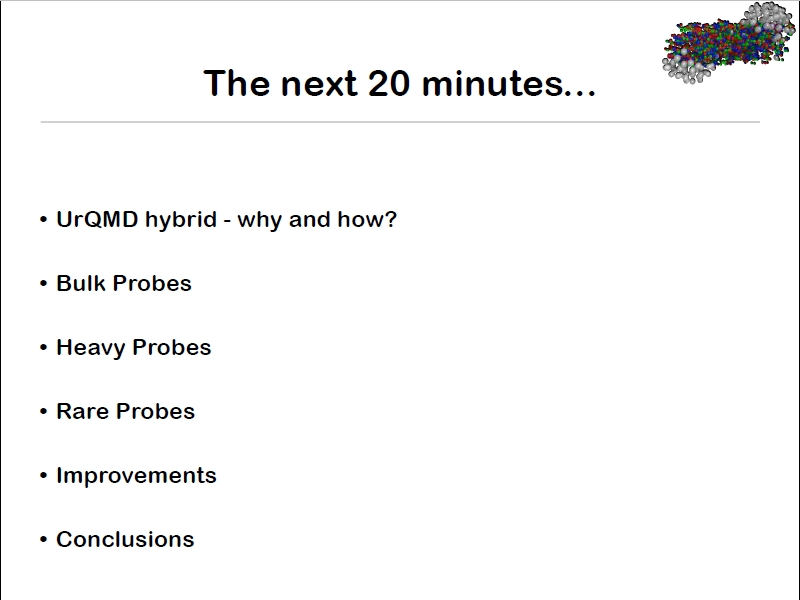 The next 20 minutes...
• UrQMD hybrid - why and how?
• Bulk Probes
• Heavy Probes
• Rare Probes
• Improvements
• Conclusions